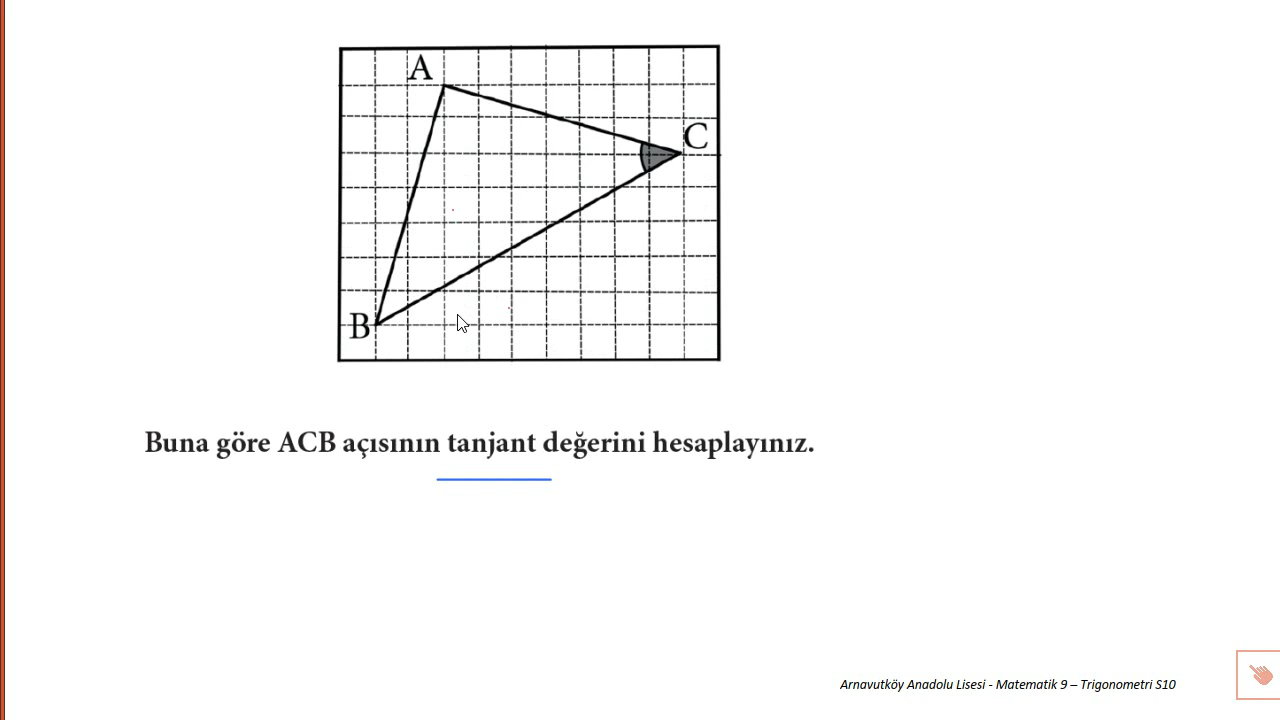 A
C
B
Buna göre ACB açısının tanjant değerini hesaplayınız.
Arnavutköy Anadolu Lisesi - Matematik 9 – Trigonometri S10